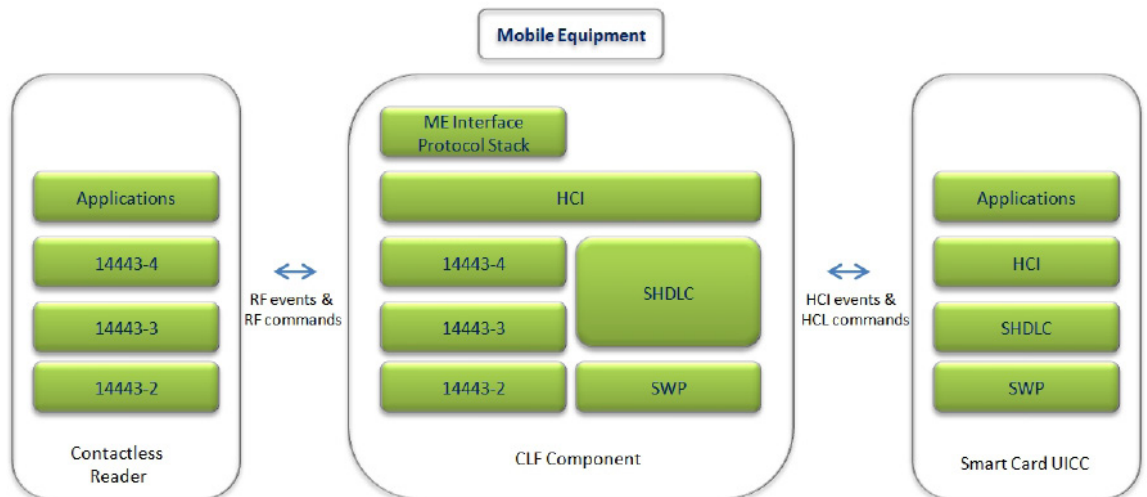 Mobile Equipment
Applications
14443-4
14443-3
14443-2
Contactless
Reader
RF events &
RF commands
ME Interface
Protocol Stack
HCI
14443-4
14443-3
14443-2
SHDLC
SWP
CLF Component
HCI events &
HCL commands
Applications
HCI
SHDLC
SWP
Smart Card UICC